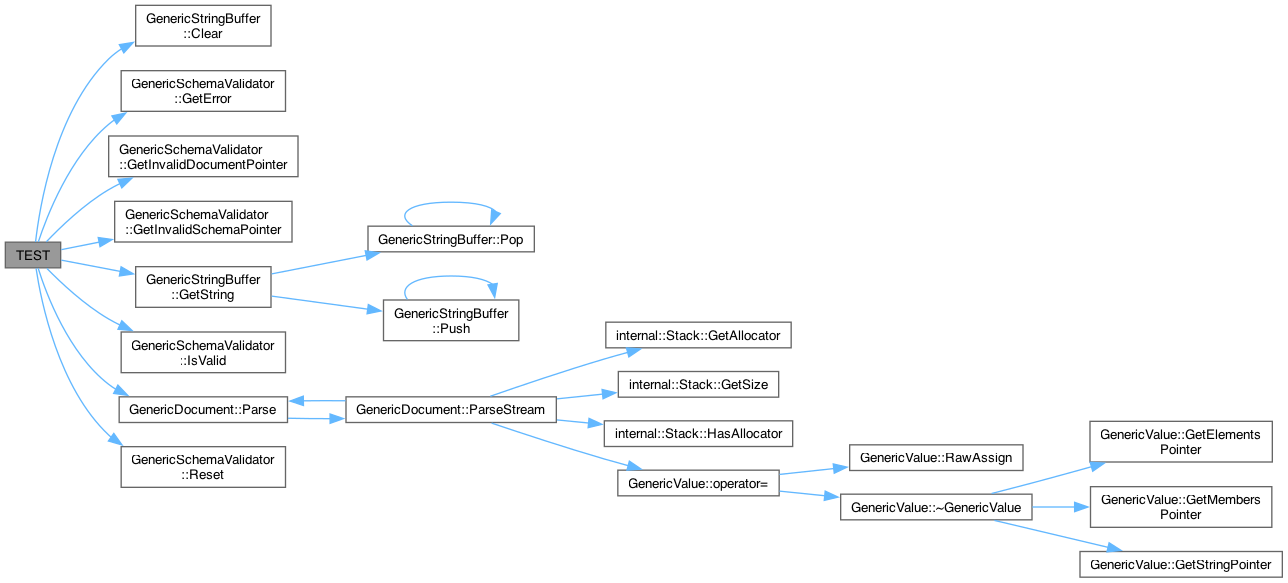 GenericStringBuffer
::Clear
GenericSchemaValidator
::GetError
GenericSchemaValidator
::GetInvalidDocumentPointer
GenericSchemaValidator
::GetInvalidSchemaPointer
TEST
GenericStringBuffer
::GetString
GenericSchemaValidator
::IsValid
GenericDocument::Parse
GenericSchemaValidator
::Reset
GenericStringBuffer::Pop
GenericStringBuffer
::Push
GenericDocument::ParseStream
internal::Stack::GetAllocator
internal::Stack::GetSize
internal::Stack::HasAllocator
GenericValue::operator=
GenericValue::RawAssign
GenericValue::~GenericValue
GenericValue::GetElements
Pointer
GenericValue::GetMembers
Pointer
GenericValue::GetStringPointer